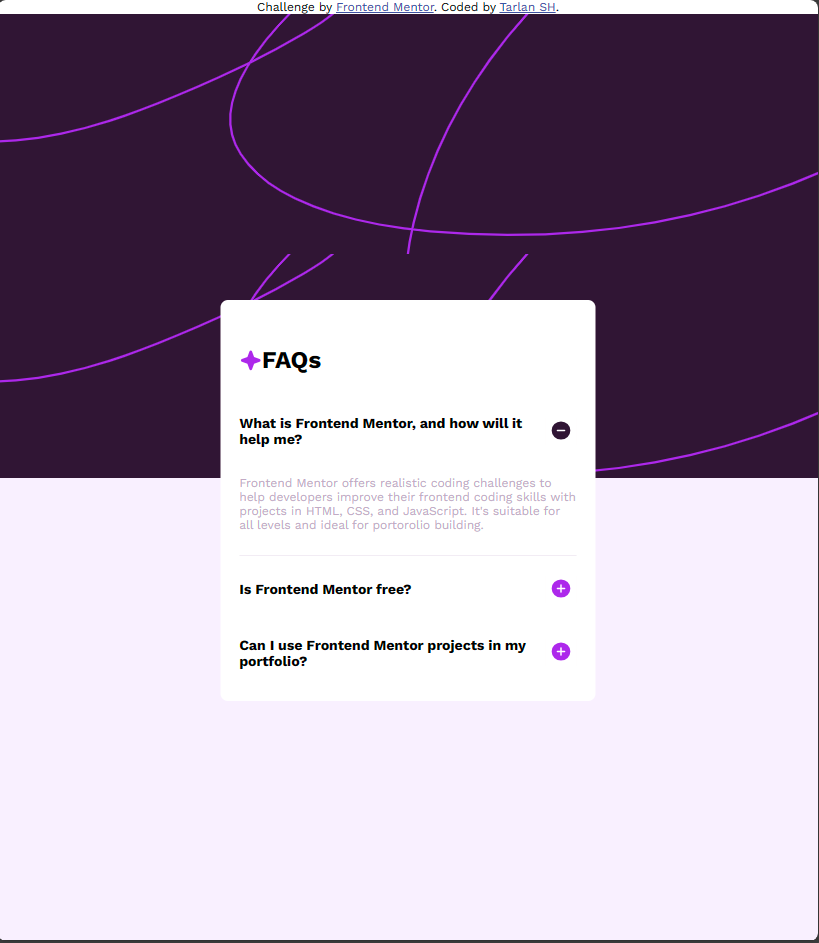 Challenge by Frontend Mentor. Coded by Tarlan SH.
FAQs
What is Frontend Mentor, and how will it
help me?
Frontend Mentor offers realistic coding challenges to
help developers improve their frontend coding skills with
projects in HTML, CSS, and JavaScript. It's suitable for
all levels and ideal for portorolio building.
Is Frontend Mentor free?
Can I use Frontend Mentor projects in my
portfolio?